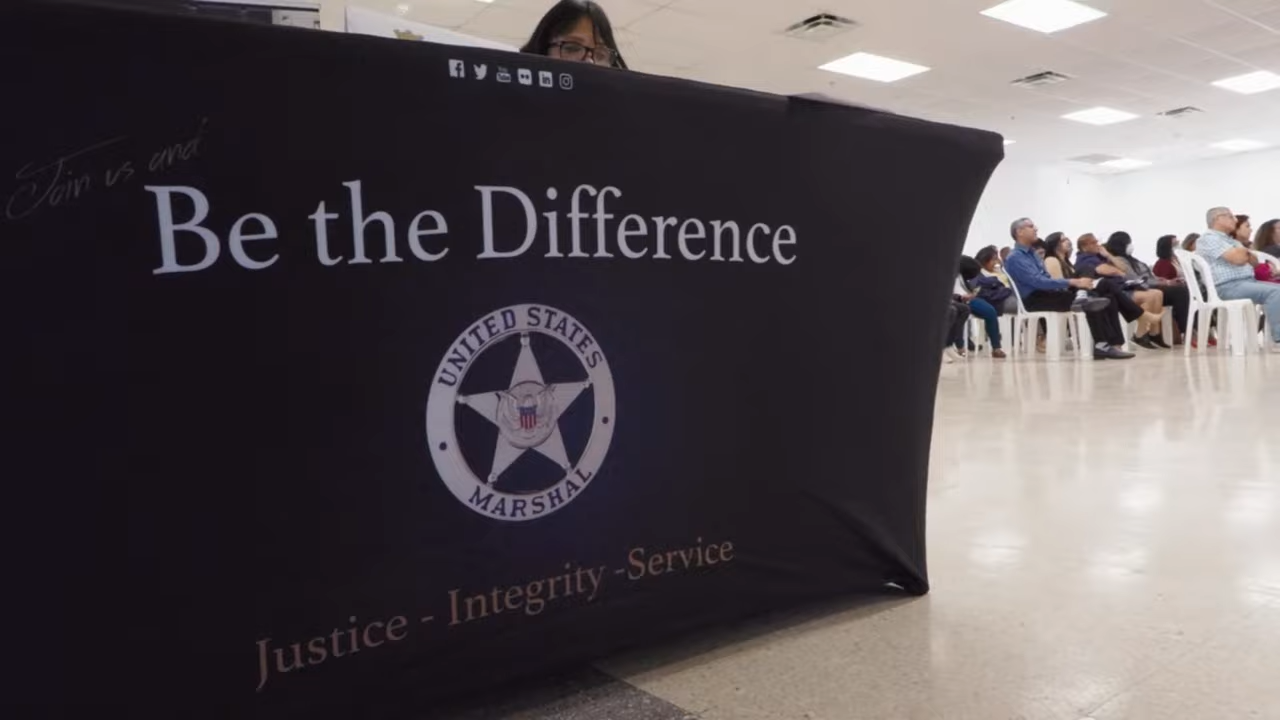 Join us and
Be the Difference
UNITED STATES
MARSHAL
Justice - Integrity -Service